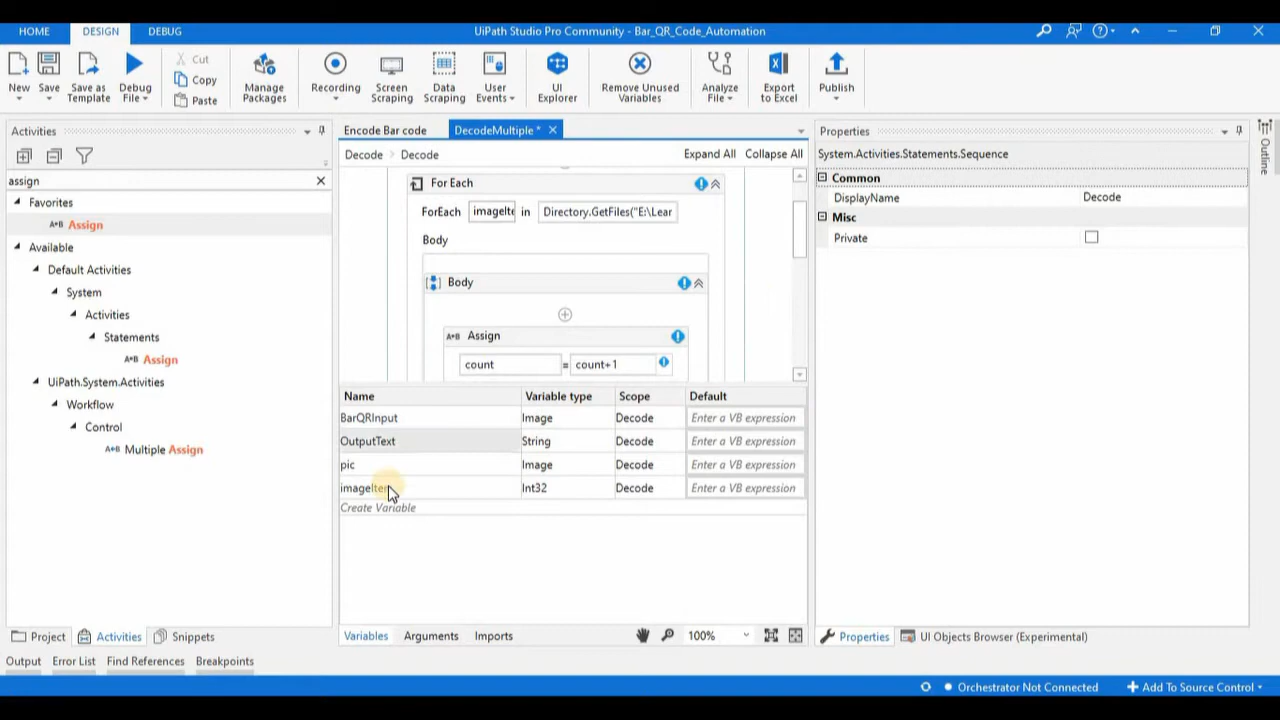 HOME DESIGN DEBUG UiPath Studio Pro Community - Bar_QR_Code_Automation
New Save Save as Template Debug File Cut Copy Paste Manage Packages Recording Screen Scraping Data Scraping User Events UI Explorer Remove Unused Variables Analyze File Export to Excel Publish
Activities
assign
Favorites
A*B Assign
Available
Default Activities
System
Activities
Statements
A*B Assign
UiPath.System.Activities
Workflow
Control
A*B Multiple Assign
Encode Bar code DecodeMultiple *
Decode > Decode Expand All Collapse All
For Each
ForEach imageIte in Directory.GetFiles("E:\Lear
Body
Body
A*B Assign
count = count+1
Name Variable type Scope Default
BarQRInput Image Decode Enter a VB expression
OutputText String Decode Enter a VB expression
pic Image Decode Enter a VB expression
Int32 Decode Enter a VB expression
Create Variable
Variables Arguments Imports 100%
Properties
System.Activities.Statements.Sequence
Common
DisplayName Decode
Misc
Private
Outline
Project Activities Snippets
Properties UI Objects Browser (Experimental)
Output Error List Find References Breakpoints
Orchestrator Not Connected Add To Source Control